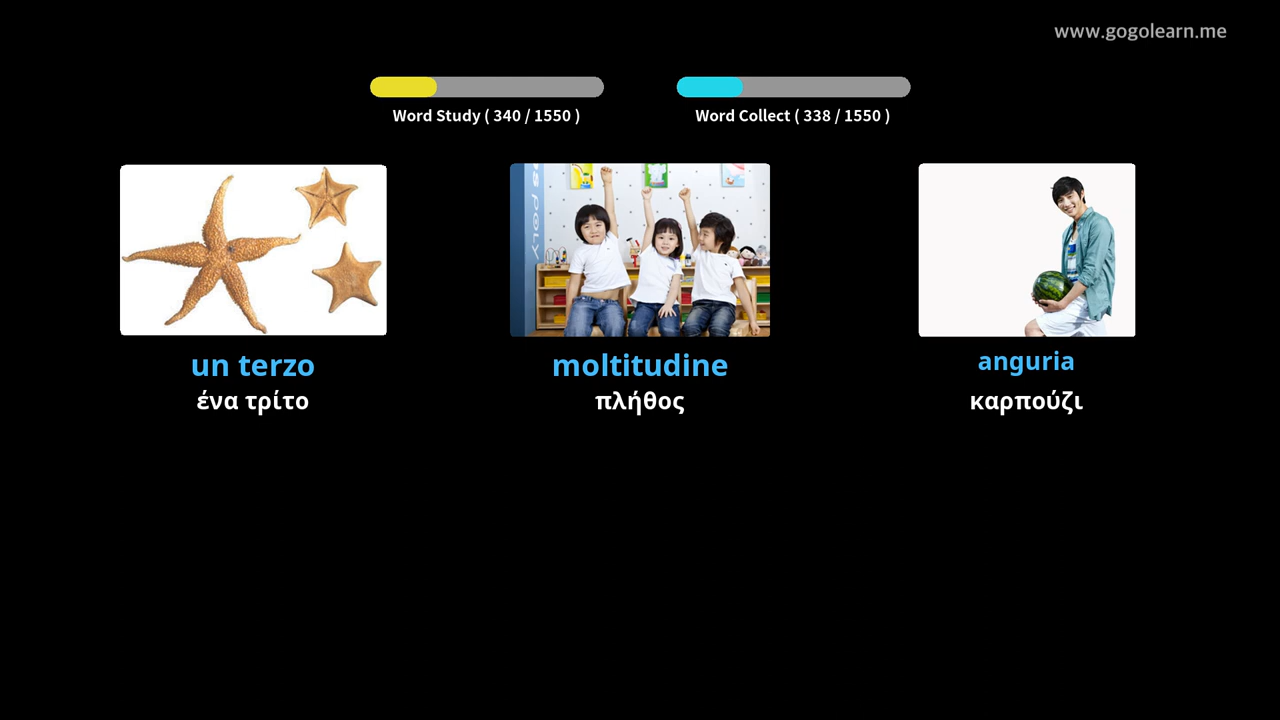 www.gogolearn.me
Word Study ( 340 / 1550 )
Word Collect ( 338 / 1550 )
un terzo
ένα τρίτο
moltitudine
πλήθος
anguria
καρπούζι